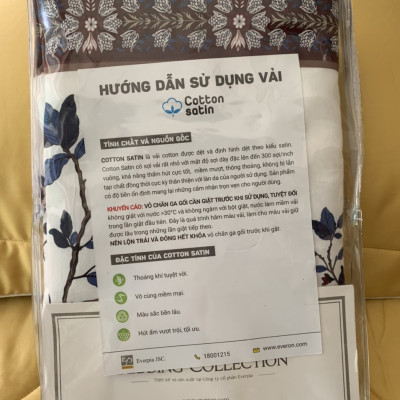 HƯỚNG DẪN SỬ DỤNG VẢI
Cotton
satin
TÍNH CHẤT VÀ NGUỒN GỐC
COTTON SATIN là vải cotton được dệt và định hình dệt theo kiểu satin.
Cotton Satin có sợi vải rất nhỏ với mật độ sợi dày đặc lên đến 300 sợi/inch
vuông, khả năng thấm hút cực tốt, mềm mượt, thông thoáng, không bị lẫn
tạp chất đồng thời cực kỳ thân thiện với làn da của người sử dụng. Sản phẩm
có độ bền ổn định mang lại những cảm nhận trọn vẹn cho người dùng.
KHUYẾN CÁO: VỎ CHĂN GA GỐI CẦN GIẶT TRƯỚC KHI SỬ DỤNG, TUYỆT ĐỐI
không giặt với nước >30°C và không ngâm với bột giặt, nước làm mềm vải
trong lần giặt đầu tiên. Đây là quá trình hãm màu vải, làm cho màu vải giữ
được lâu trong những lần giặt tiếp theo.
NÊN LỘN TRÁI VÀ ĐÓNG HẾT KHÓA vỏ chăn ga gối trước khi giặt.
ĐẶC TÍNH CỦA COTTON SATIN
Thoáng khí tuyệt vời.
Vô cùng mềm mại.
Màu sắc bền lâu.
Hút ẩm vượt trội, tối ưu.
Everpia JSC.
18001215
www.everon.com
COLLECTION